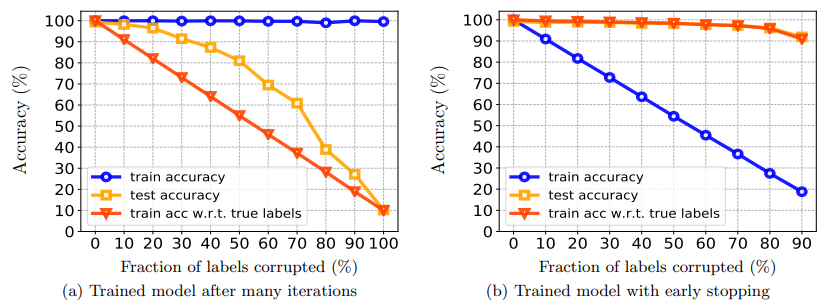 Accuracy (%)
100
90
80
70
60
50
40
30
20
10
0
train accuracy
test accuracy
train acc w.r.t. true labels
0 10 20 30 40 50 60 70 80 90 100
Fraction of labels corrupted (%)
(a) Trained model after many iterations
Accuracy (%)
100
90
80
70
60
50
40
30
20
10
0
train accuracy
test accuracy
train acc w.r.t. true labels
0 10 20 30 40 50 60 70 80 90
Fraction of labels corrupted (%)
(b) Trained model with early stopping